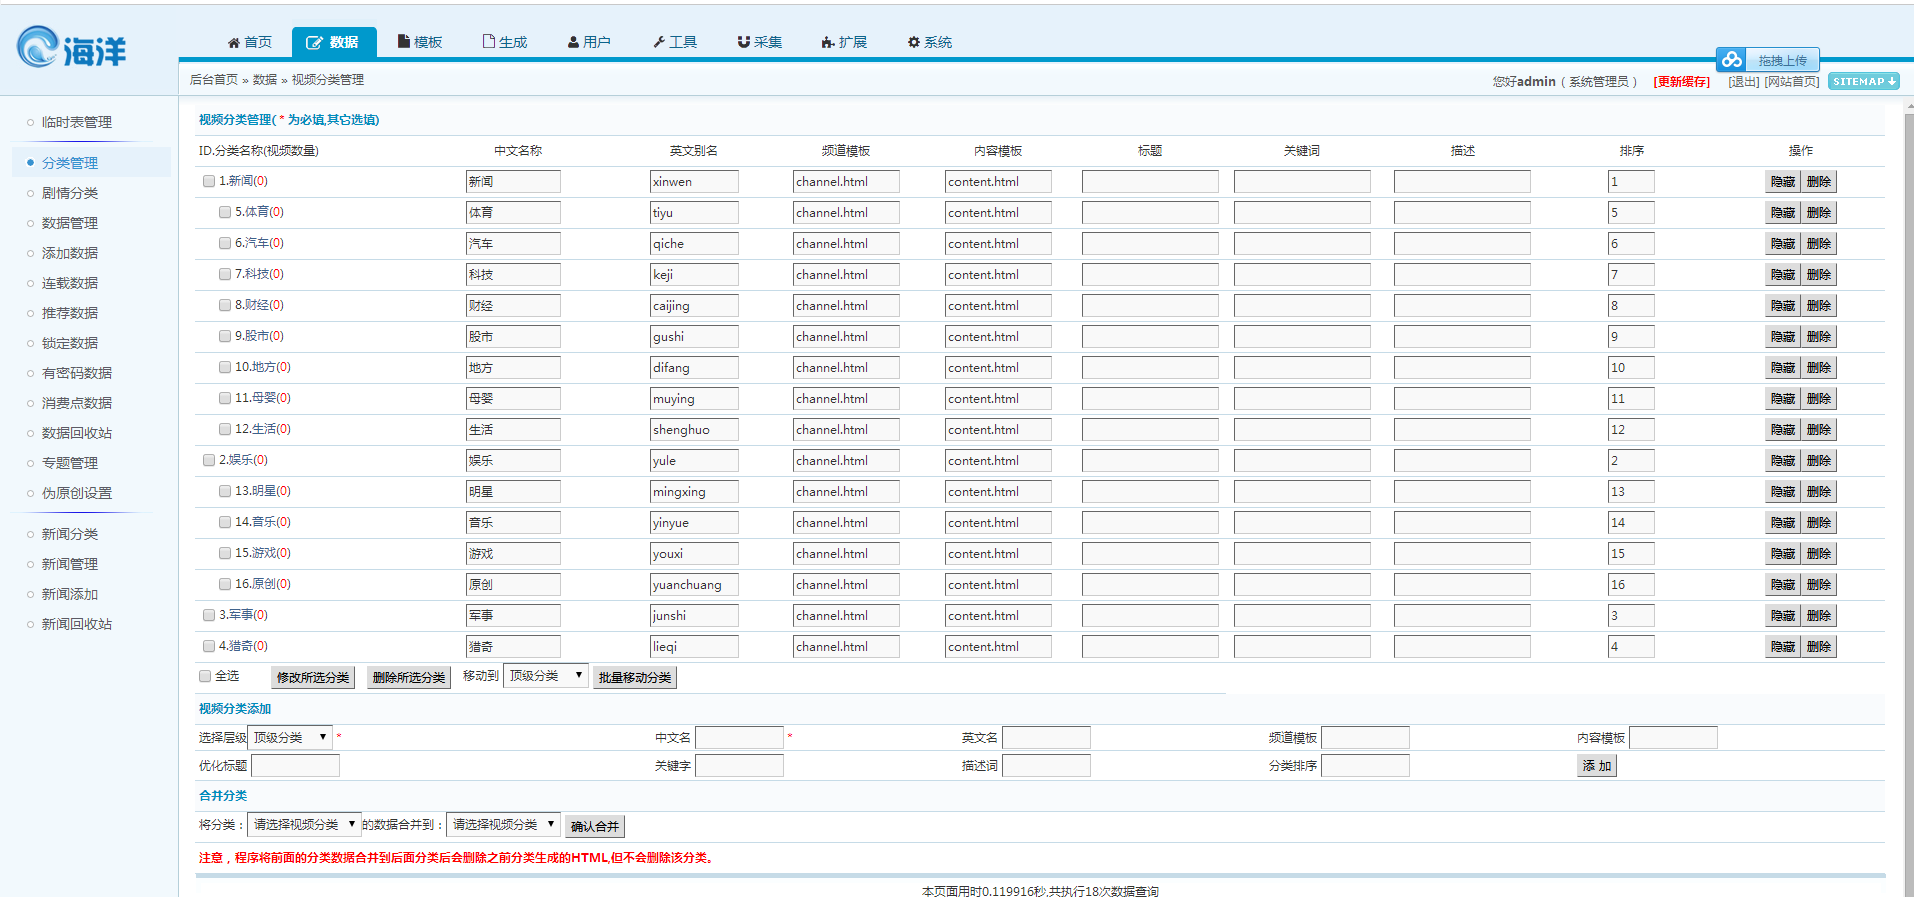 海洋
首页 数据 模板 生成 用户 工具 采集 扩展 系统
拖拽上传
后台首页 » 数据 » 视频分类管理
您好admin（系统管理员） [更新缓存] [退出] [网站首页] SITEMAP
临时表管理
分类管理
剧情分类
数据管理
添加数据
连载数据
推荐数据
锁定数据
有密码数据
消费点数据
数据回收站
专题管理
伪原创设置
新闻分类
新闻管理
新闻添加
新闻回收站
视频分类管理( * 为必填,其它选填)
ID.分类名称(视频数量) 中文名称 英文别名 频道模板 内容模板 标题 关键词 描述 排序 操作
1.新闻(0) 新闻 xinwen channel.html content.html 1 隐藏 删除
5.体育(0) 体育 tiyu channel.html content.html 5 隐藏 删除
6.汽车(0) 汽车 qiche channel.html content.html 6 隐藏 删除
7.科技(0) 科技 keji channel.html content.html 7 隐藏 删除
8.财经(0) 财经 caijing channel.html content.html 8 隐藏 删除
9.股市(0) 股市 gushi channel.html content.html 9 隐藏 删除
10.地方(0) 地方 difang channel.html content.html 10 隐藏 删除
11.母婴(0) 母婴 muying channel.html content.html 11 隐藏 删除
12.生活(0) 生活 shenghuo channel.html content.html 12 隐藏 删除
2.娱乐(0) 娱乐 yule channel.html content.html 2 隐藏 删除
13.明星(0) 明星 mingxing channel.html content.html 13 隐藏 删除
14.音乐(0) 音乐 yinyue channel.html content.html 14 隐藏 删除
15.游戏(0) 游戏 youxi channel.html content.html 15 隐藏 删除
16.原创(0) 原创 yuanchuang channel.html content.html 16 隐藏 删除
3.军事(0) 军事 junshi channel.html content.html 3 隐藏 删除
4.猎奇(0) 猎奇 lieqi channel.html content.html 4 隐藏 删除
全选 修改所选分类 删除所选分类 移动到 顶级分类 批量移动分类
视频分类添加
选择层级 顶级分类 * 中文名 * 英文名 频道模板 内容模板
优化标题 关键字 描述词 分类排序 添 加
合并分类
将分类：请选择视频分类 的数据合并到：请选择视频分类 确认合并
注意，程序将前面的分类数据合并到后面分类后会删除之前分类生成的HTML,但不会删除该分类。
本页面用时0.119916秒,共执行18次数据查询